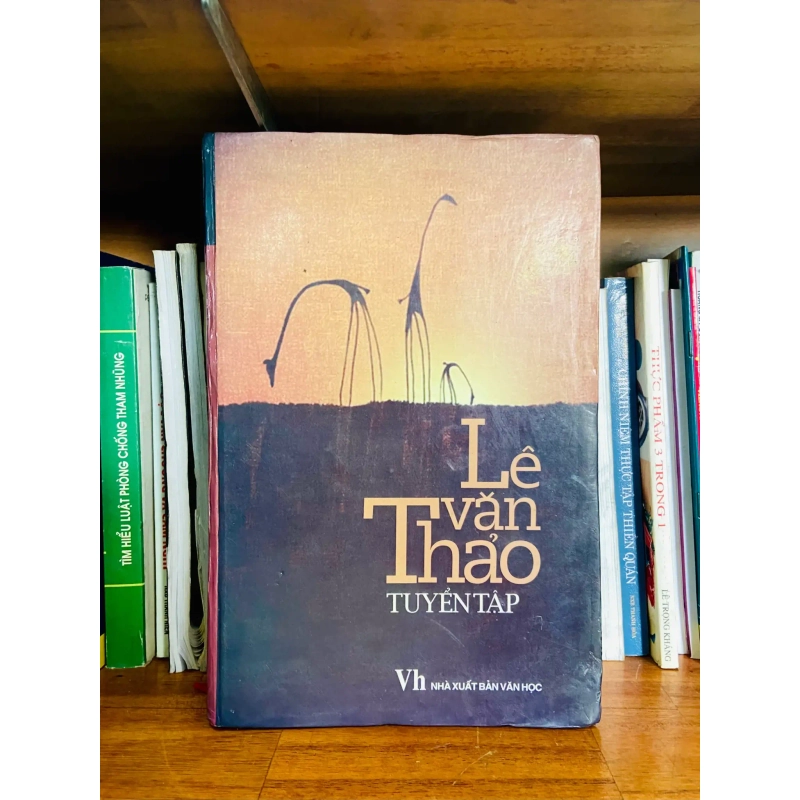 Lê
văn
Thảo
TUYỂN TẬP
Vh NHÀ XUẤT BẢN VĂN HỌC
TÌM HIỂU LUẬT PHÒNG CHỐNG THAM NHŨNG
CHÍNH NIỆM THỰC TẬP THIỀN QUÁN
THỰC PHẨM 3 TRONG 1
LÊ TRỌNG KHANG